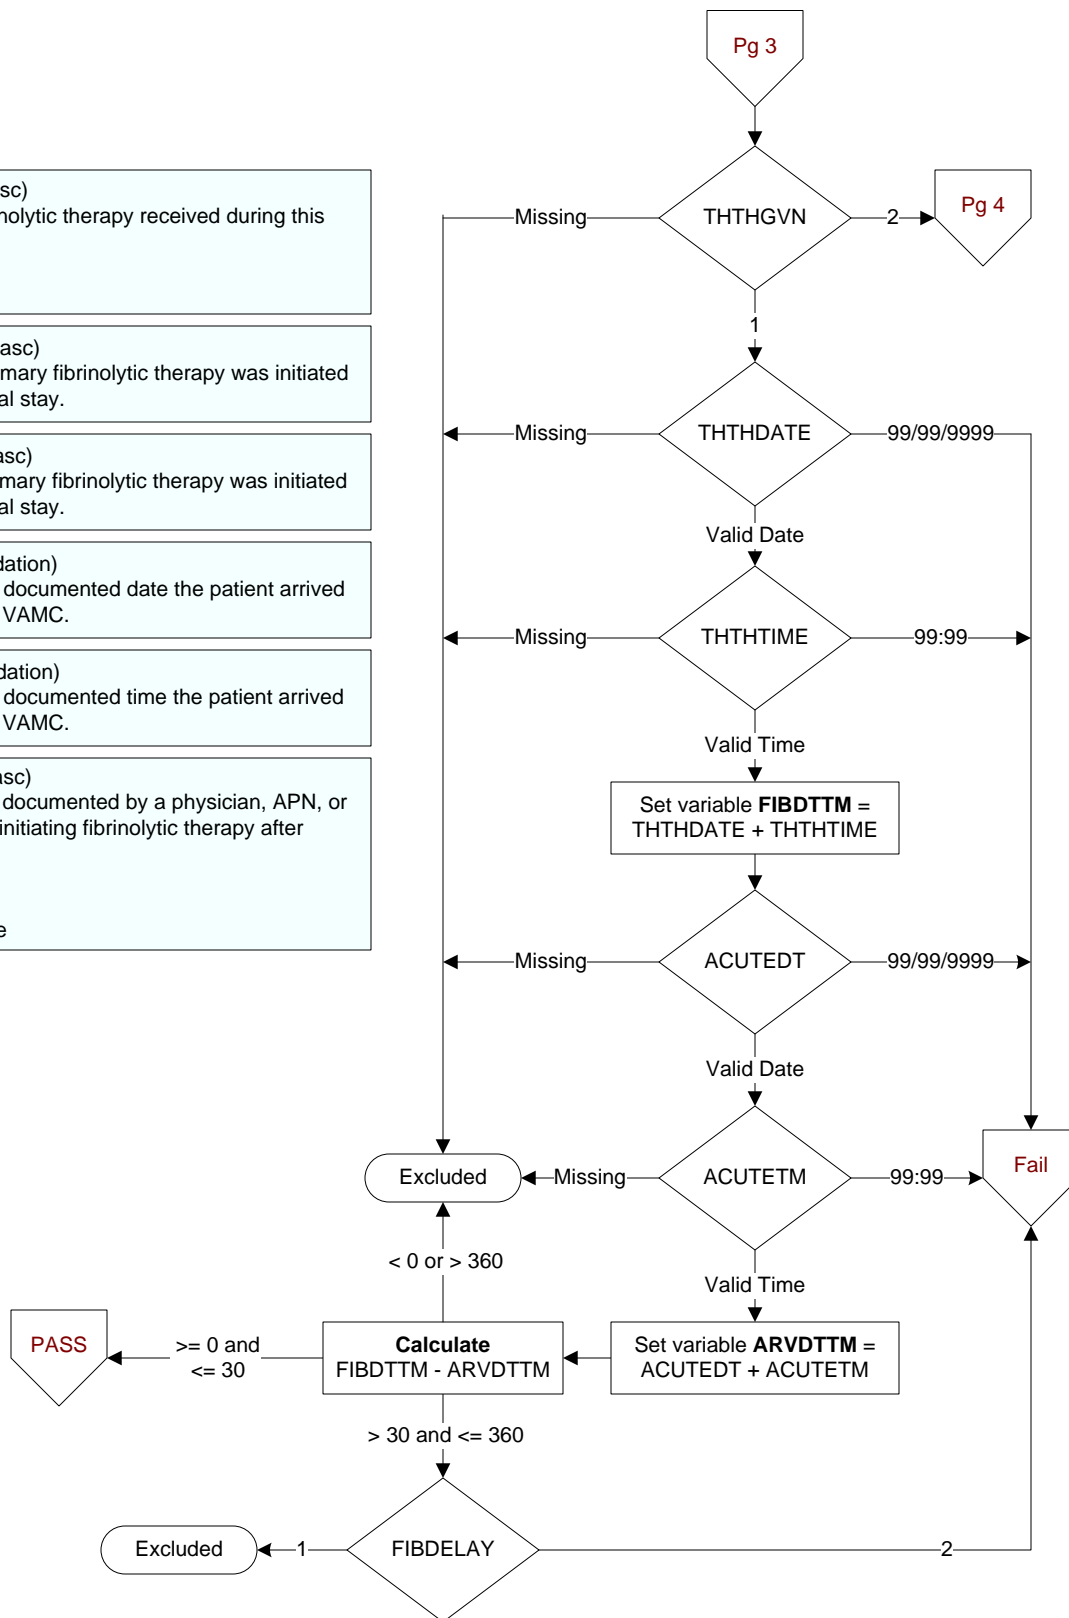 Pg 3
sc)
nolytic therapy received during this
asc)
mary fibrinolytic therapy was initiated
al stay.
asc)
mary fibrinolytic therapy was initiated
al stay.
dation)
documented date the patient arrived
VAMC.
dation)
documented time the patient arrived
VAMC.
asc)
documented by a physician, APN, or
initiating fibrinolytic therapy after
e
Missing
THTHGVN
2
Pg 4
1
Missing
THTHDATE
99/99/9999
Valid Date
Missing
THTHTIME
99:99
Valid Time
Set variable FIBDTTM =
THTHDATE + THTHTIME
Missing
ACUTEDT
99/99/9999
Valid Date
Excluded
Missing
ACUTETM
99:99
Fail
< 0 or > 360
Valid Time
PASS
>= 0 and
<= 30
Calculate
FIBDTTM - ARVDTTM
Set variable ARVDTTM =
ACUTEDT + ACUTETM
> 30 and <= 360
Excluded
1
FIBDELAY
2